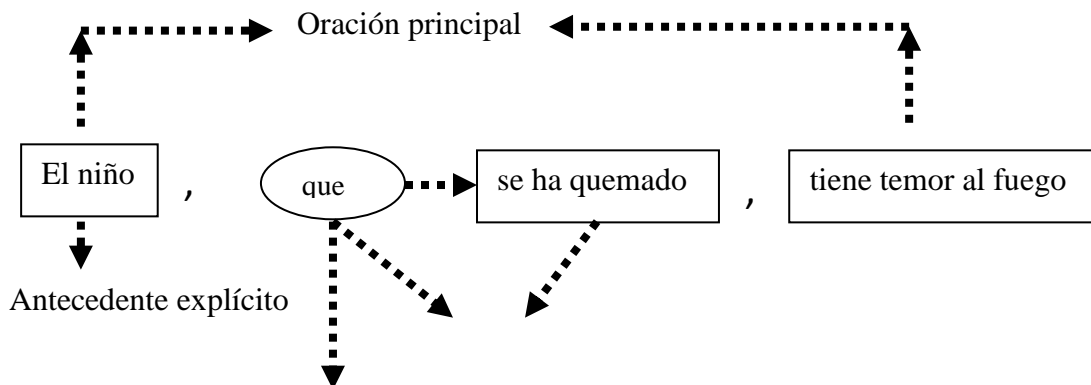 Oración principal
El niño , que se ha quemado , tiene temor al fuego
Antecedente explícito